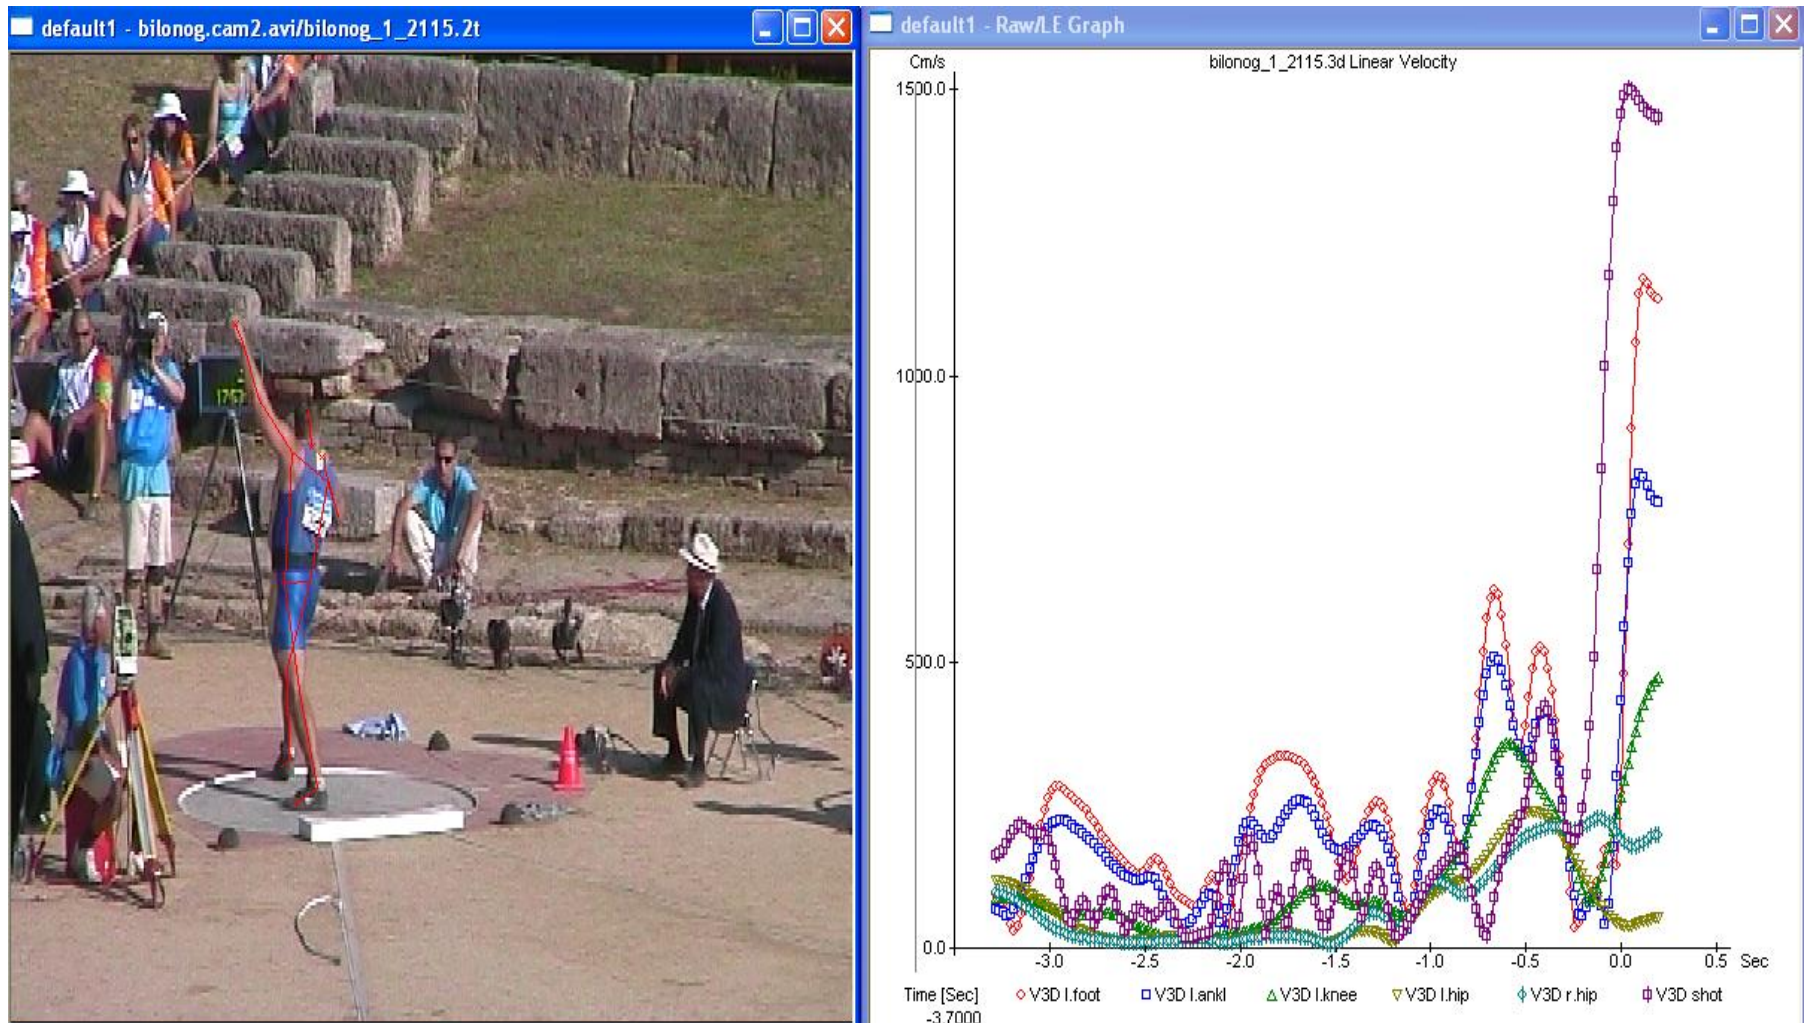 default1 - bilonog.cam2.avi/bilonog_1_2115.2t
default1 - Raw/LE Graph
Cm/s
bilonog_1_2115.3d Linear Velocity
1500.0
1000.0
500.0
0.0
-3.0 -2.5 -2.0 -1.5 -1.0 -0.5 0.0 0.5 Sec
Time [Sec] V3D l.foot V3D l.ankl V3D l.knee V3D l.hip V3D r.hip V3D shot
-3.7000